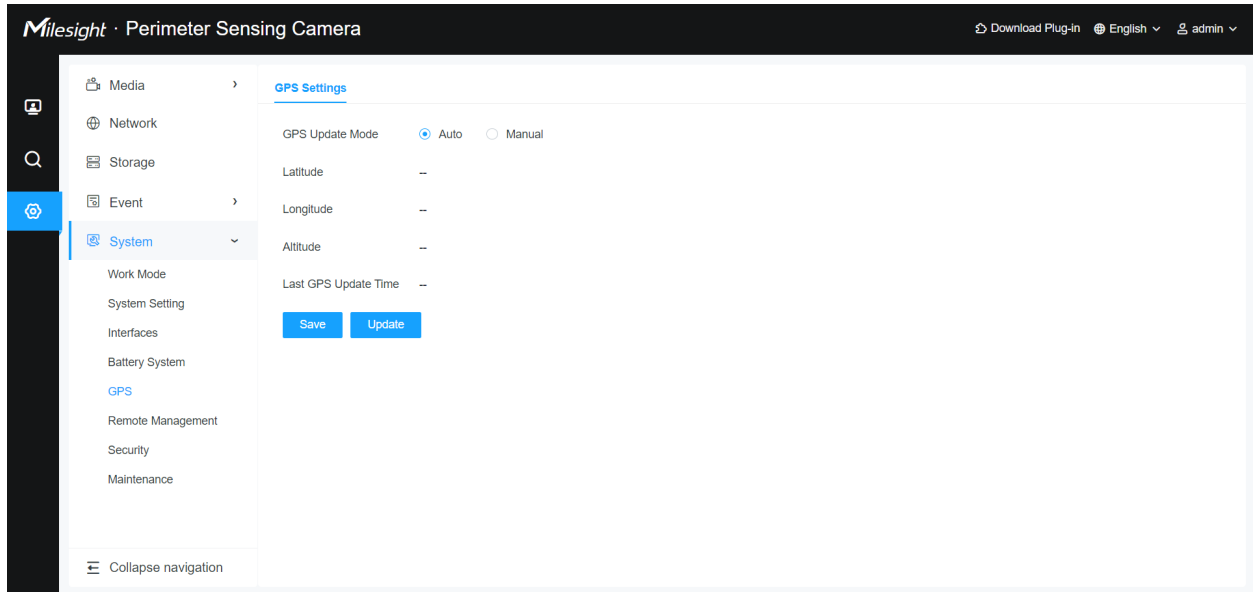 Milesight · Perimeter Sensing Camera
Download Plug-in English admin
Media
Network
Storage
Event
System
Work Mode
System Setting
Interfaces
Battery System
GPS
Remote Management
Security
Maintenance
Collapse navigation
GPS Settings
GPS Update Mode Auto Manual
Latitude --
Longitude --
Altitude --
Last GPS Update Time --
Save Update